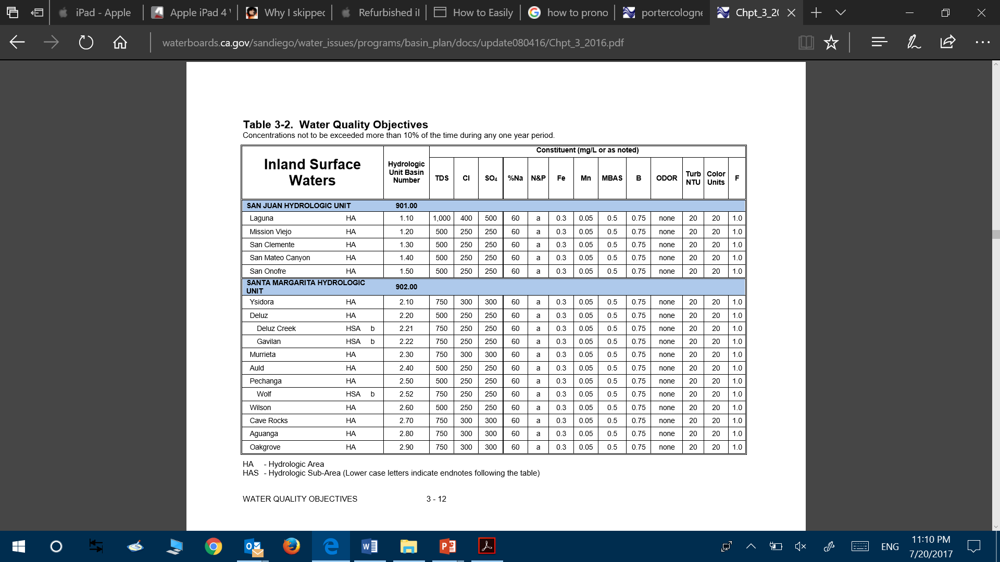 iPad - Apple
Apple iPad 4
Why I skipped
Refurbished
How to Easily
how to prono
portercologne
Chpt_3_20
waterboards.ca.gov/sandiego/water_issues/programs/basin_plan/docs/update080416/Chpt_3_2016.pdf
Table 3-2. Water Quality Objectives
Concentrations not to be exceeded more than 10% of the time during any one year period.
Inland Surface Waters
Hydrologic Unit Basin Number
Constituent (mg/L or as noted)
TDS Cl SO₄ %Na N&P Fe Mn MBAS B ODOR Turb NTU Color Units F
SAN JUAN HYDROLOGIC UNIT 901.00
Laguna HA 1.10 1,000 400 500 60 a 0.3 0.05 0.5 0.75 none 20 20 1.0
Mission Viejo HA 1.20 500 250 250 60 a 0.3 0.05 0.5 0.75 none 20 20 1.0
San Clemente HA 1.30 500 250 250 60 a 0.3 0.05 0.5 0.75 none 20 20 1.0
San Mateo Canyon HA 1.40 500 250 250 60 a 0.3 0.05 0.5 0.75 none 20 20 1.0
San Onofre HA 1.50 500 250 250 60 a 0.3 0.05 0.5 0.75 none 20 20 1.0
SANTA MARGARITA HYDROLOGIC UNIT 902.00
Ysidora HA 2.10 750 300 300 60 a 0.3 0.05 0.5 0.75 none 20 20 1.0
Deluz HA 2.20 500 250 250 60 a 0.3 0.05 0.5 0.75 none 20 20 1.0
Deluz Creek HSA b 2.21 750 250 250 60 a 0.3 0.05 0.5 0.75 none 20 20 1.0
Gavilan HSA b 2.22 750 250 250 60 a 0.3 0.05 0.5 0.75 none 20 20 1.0
Murrieta HA 2.30 750 300 300 60 a 0.3 0.05 0.5 0.75 none 20 20 1.0
Auld HA 2.40 500 250 250 60 a 0.3 0.05 0.5 0.75 none 20 20 1.0
Pechanga HA 2.50 500 250 250 60 a 0.3 0.05 0.5 0.75 none 20 20 1.0
Wolf HSA b 2.52 750 250 250 60 a 0.3 0.05 0.5 0.75 none 20 20 1.0
Wilson HA 2.60 500 250 250 60 a 0.3 0.05 0.5 0.75 none 20 20 1.0
Cave Rocks HA 2.70 750 300 300 60 a 0.3 0.05 0.5 0.75 none 20 20 1.0
Aguanga HA 2.80 750 300 300 60 a 0.3 0.05 0.5 0.75 none 20 20 1.0
Oakgrove HA 2.90 750 300 300 60 a 0.3 0.05 0.5 0.75 none 20 20 1.0
HA - Hydrologic Area
HAS - Hydrologic Sub-Area (Lower case letters indicate endnotes following the table)
WATER QUALITY OBJECTIVES 3 - 12
ENG
11:10 PM
7/20/2017